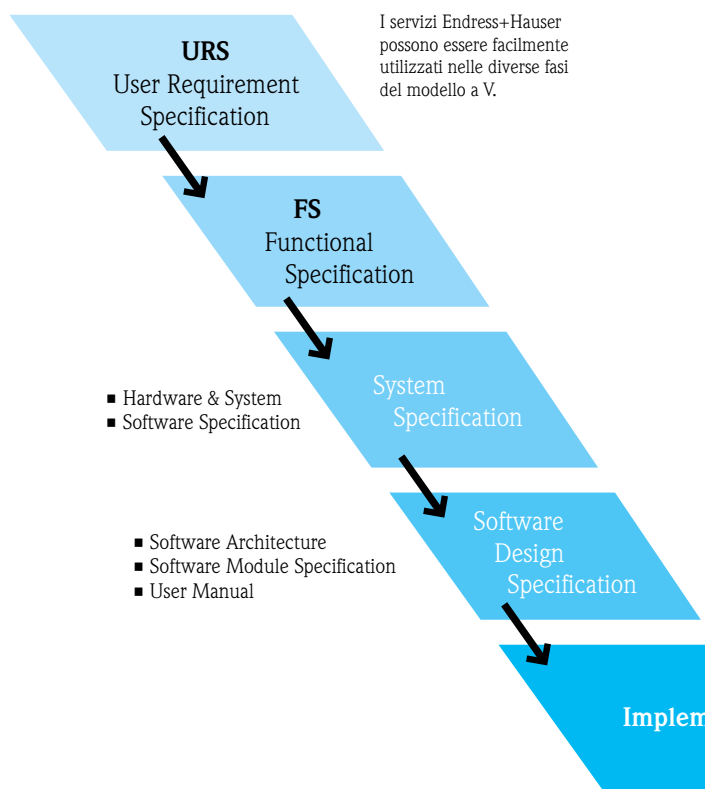 URS
User Requirement
Specification
I servizi Endress+Hauser
possono essere facilmente
utilizzati nelle diverse fasi
del modello a V.
FS
Functional
Specification
System
Specification
■ Hardware & System
■ Software Specification
Software
Design
Specification
■ Software Architecture
■ Software Module Specification
■ User Manual
Implem